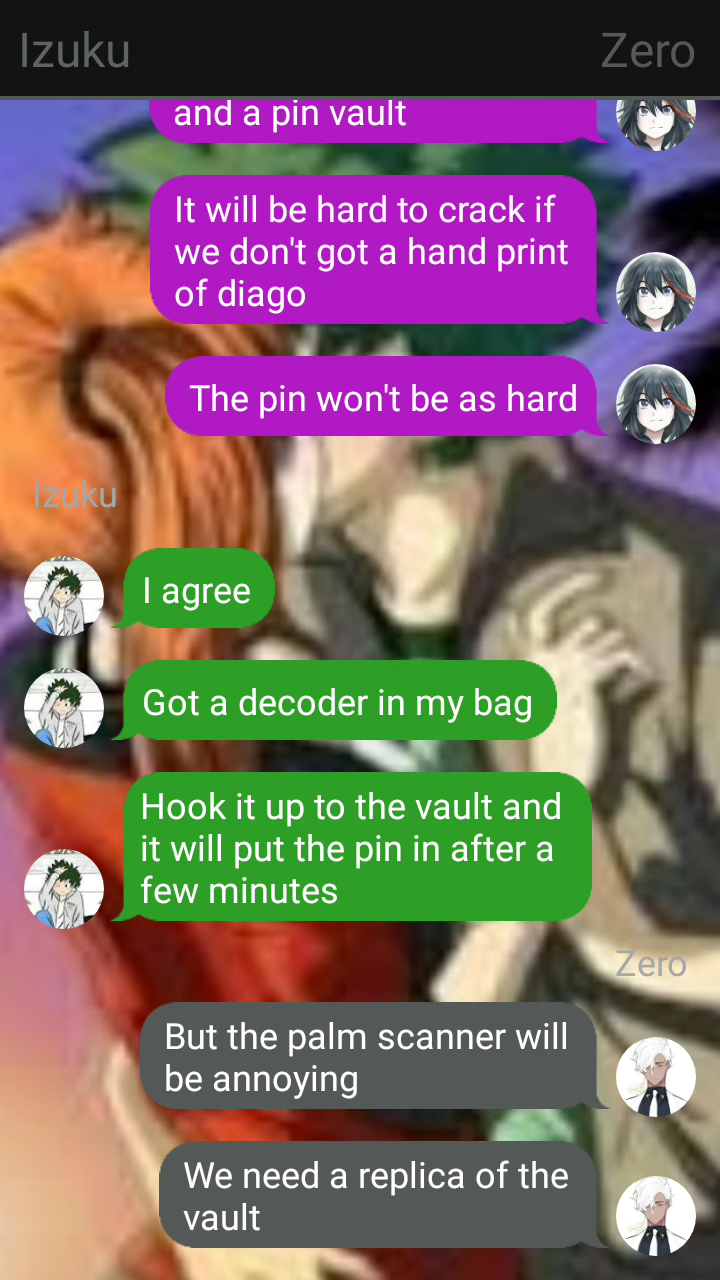 Izuku
Zero
and a pin vault
It will be hard to crack if
we don't got a hand print
of diago
The pin won't be as hard
Izuku
I agree
Got a decoder in my bag
Hook it up to the vault and
it will put the pin in after a
few minutes
Zero
But the palm scanner will
be annoying
We need a replica of the
vault